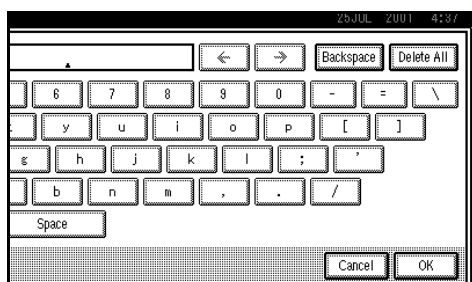 25JUL 2001 4:37
← → Backspace Delete All
6 7 8 9 0 - = \
y u i o p [ ]
g h j k l ; '
b n m , . /
Space
Cancel OK